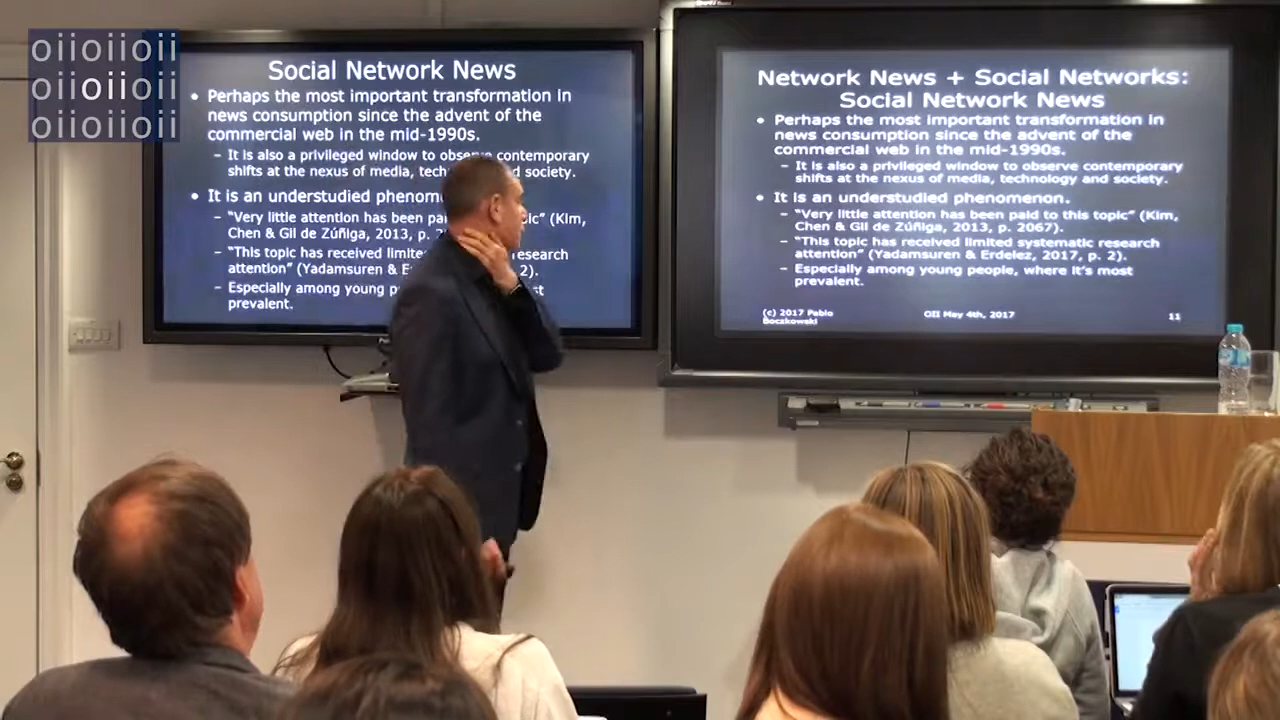 oiioiioii
oiioiioii
oiioiioii
Social Network News
• Perhaps the most important transformation in
news consumption since the advent of the
commercial web in the mid-1990s.
– It is also a privileged window to observe contemporary
shifts at the nexus of media, society.
• It is an understudied
– “Very little attention has been (Kim,
Chen & Gil de Zúñiga, 2013, p.
– “This topic has received limited
attention” (Yadamsuren & 2).
– Especially among young
prevalent.
Network News + Social Networks:
Social Network News
• Perhaps the most important transformation in
news consumption since the advent of the
commercial web in the mid-1990s.
– It is also a privileged window to observe contemporary
shifts at the nexus of media, technology and society.
• It is an understudied phenomenon.
– “Very little attention has been paid to this topic” (Kim,
Chen & Gil de Zúñiga, 2013, p. 2067).
– “This topic has received limited systematic research
attention” (Yadamsuren & Erdelez, 2017, p. 2).
– Especially among young people, where it’s most
prevalent.
(c) 2017 Pablo
Boczkowski
OII May 4th, 2017
11